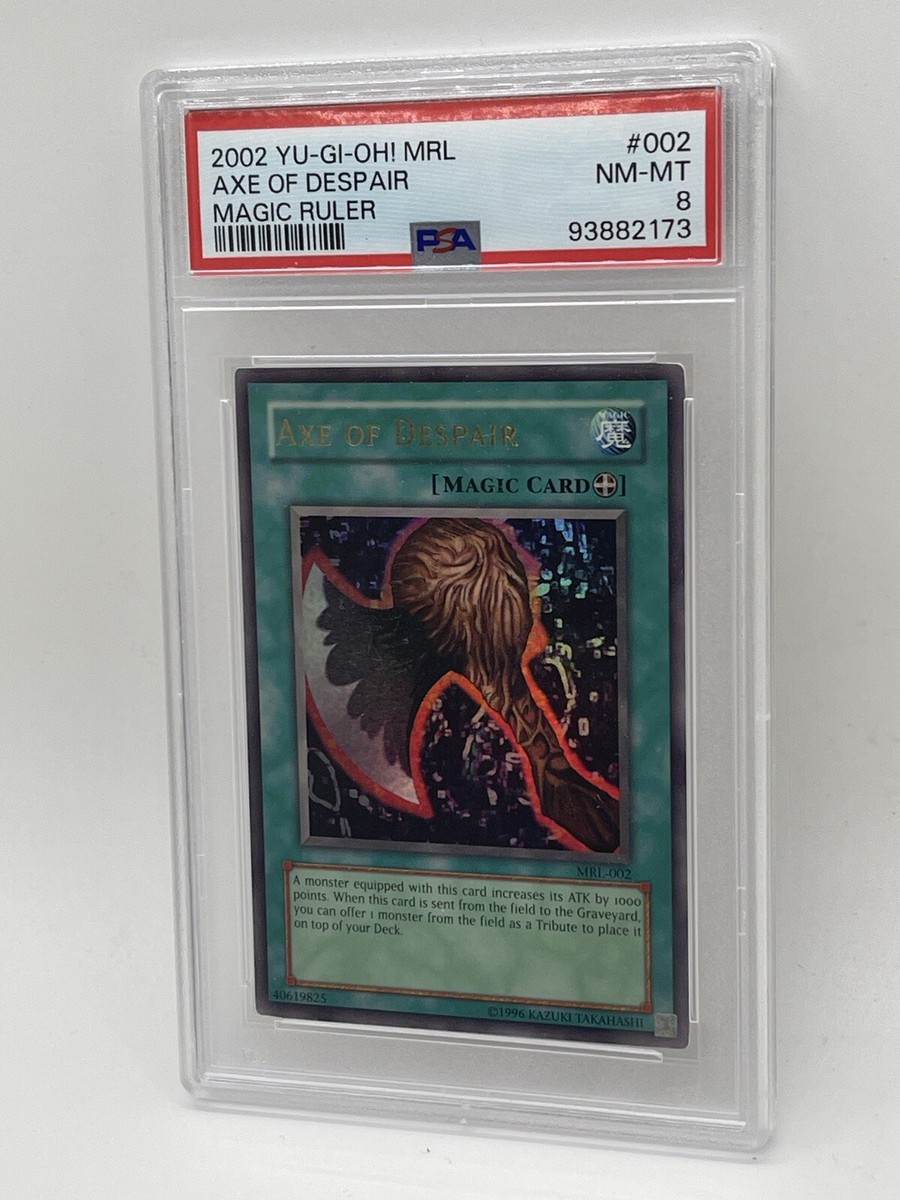 2002 YU-GI-OH! MRL #002
AXE OF DESPAIR NM-MT
MAGIC RULER 8
PSA 93882173
AXE OF DESPAIR
MAGIC
魔
[MAGIC CARD]
MRL-002
A monster equipped with this card increases its ATK by 1000
points. When this card is sent from the field to the Graveyard,
you can offer 1 monster from the field as a Tribute to place it
on top of your Deck.
40619825
©1996 KAZUKI TAKAHASHI